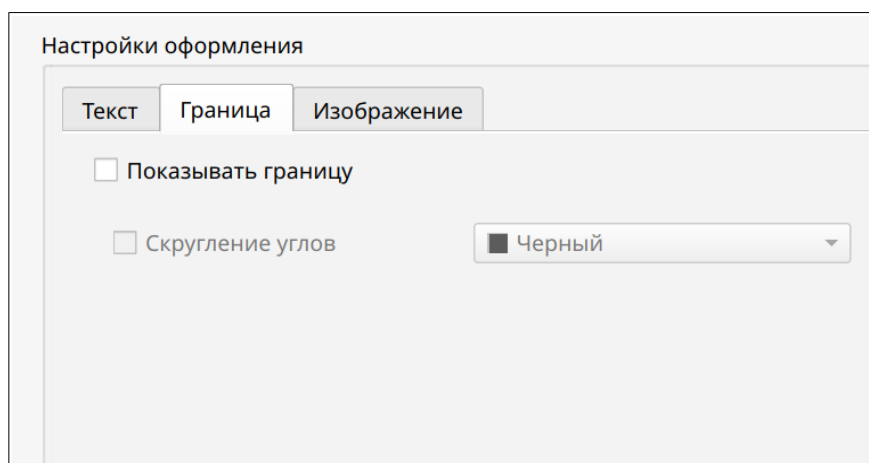 Настройки оформления
Текст Граница Изображение
Показывать границу
Скругление углов Черный